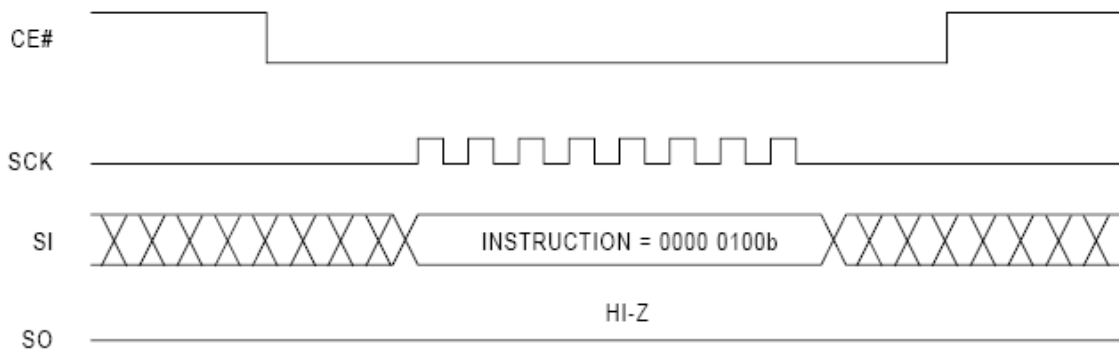 CE#
SCK
SI
INSTRUCTION = 0000 0100b
HI-Z
SO